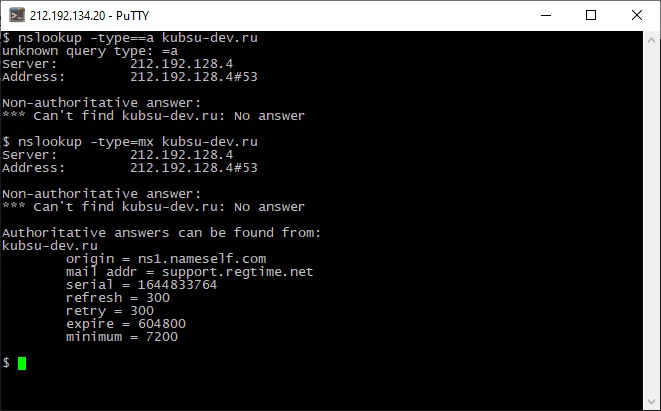 212.192.134.20 - PuTTY
$ nslookup -type==a kubsu-dev.ru
unknown query type: =a
Server:         212.192.128.4
Address:        212.192.128.4#53

Non-authoritative answer:
*** Can't find kubsu-dev.ru: No answer

$ nslookup -type=mx kubsu-dev.ru
Server:         212.192.128.4
Address:        212.192.128.4#53

Non-authoritative answer:
*** Can't find kubsu-dev.ru: No answer

Authoritative answers can be found from:
kubsu-dev.ru
        origin = ns1.nameself.com
        mail addr = support.regtime.net
        serial = 1644833764
        refresh = 300
        retry = 300
        expire = 604800
        minimum = 7200

$